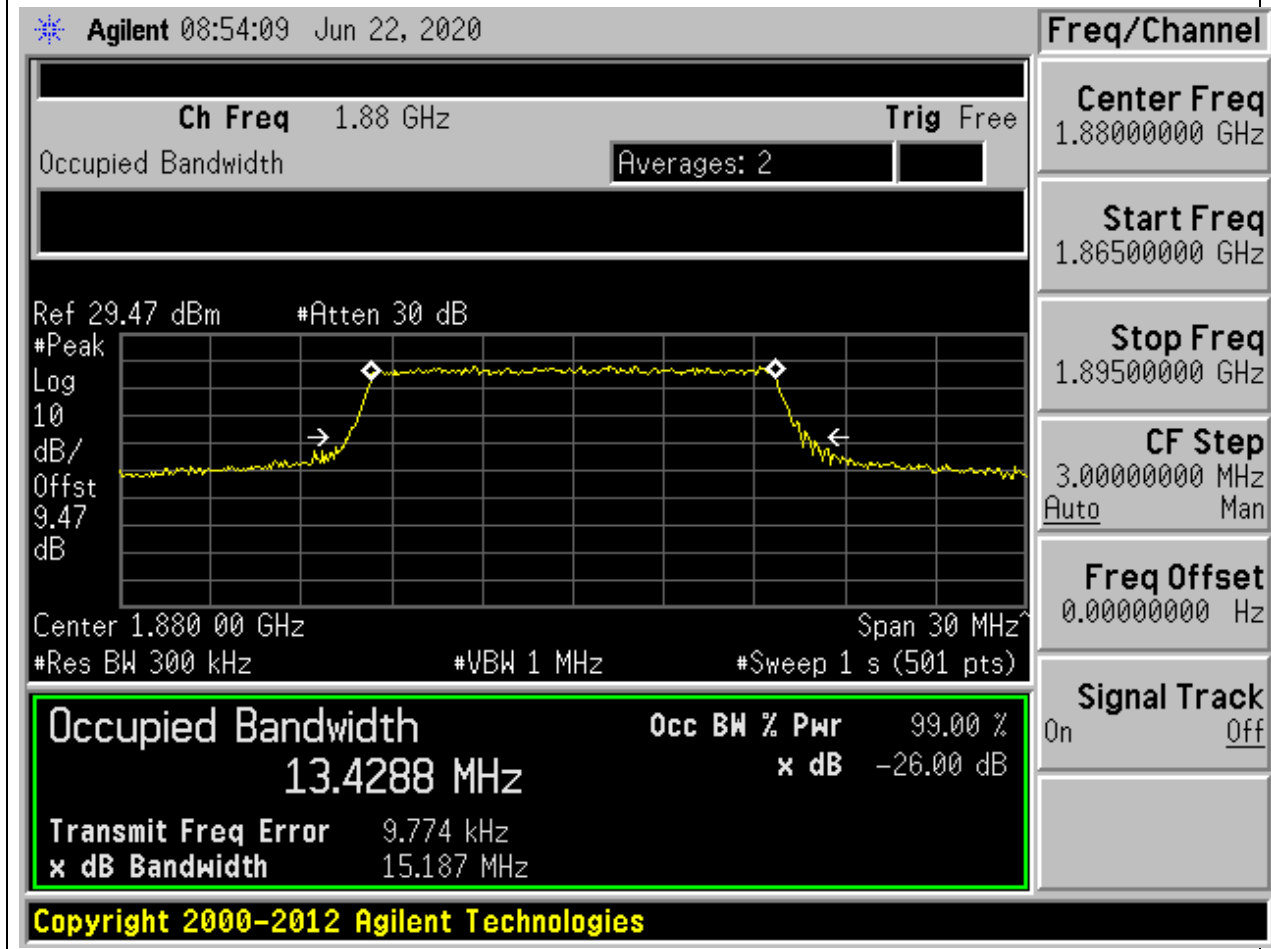 Agilent 08:54:09 Jun 22, 2020
Freq/Channel
Ch Freq 1.88 GHz Trig Free
Occupied Bandwidth Averages: 2
Ref 29.47 dBm #Atten 30 dB
#Peak
Log
10
dB/
Offst
9.47
dB
Center 1.880 00 GHz Span 30 MHz^
#Res BW 300 kHz #VBW 1 MHz #Sweep 1 s (501 pts)
Occupied Bandwidth Occ BW % Pwr 99.00 %
13.4288 MHz x dB -26.00 dB
Transmit Freq Error 9.774 kHz
x dB Bandwidth 15.187 MHz
Copyright 2000-2012 Agilent Technologies
Center Freq
1.88000000 GHz
Start Freq
1.86500000 GHz
Stop Freq
1.89500000 GHz
CF Step
3.00000000 MHz
Auto Man
Freq Offset
0.00000000 Hz
Signal Track
On Off